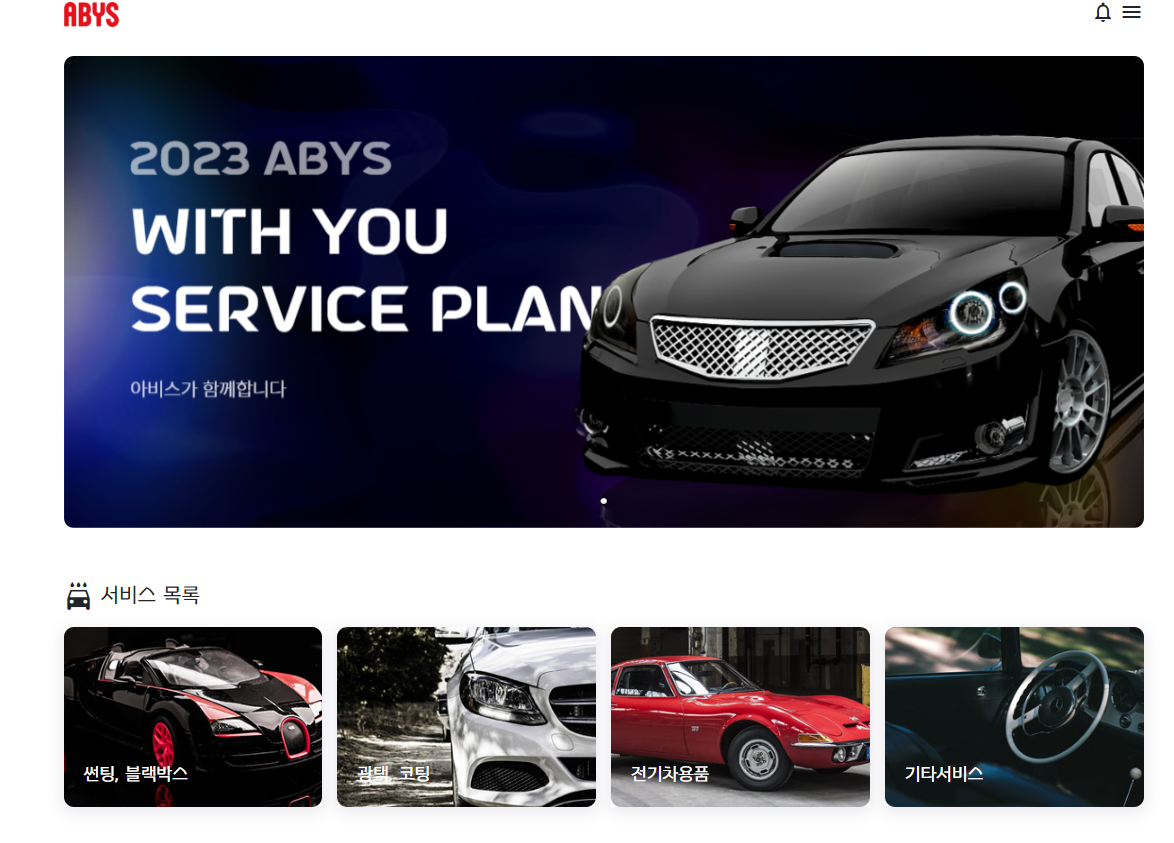 ABYS
2023 ABYS
WITH YOU
SERVICE PLAN
아비스가 함께합니다
서비스 목록
썬팅, 블랙박스
광택, 코팅
전기차용품
기타서비스